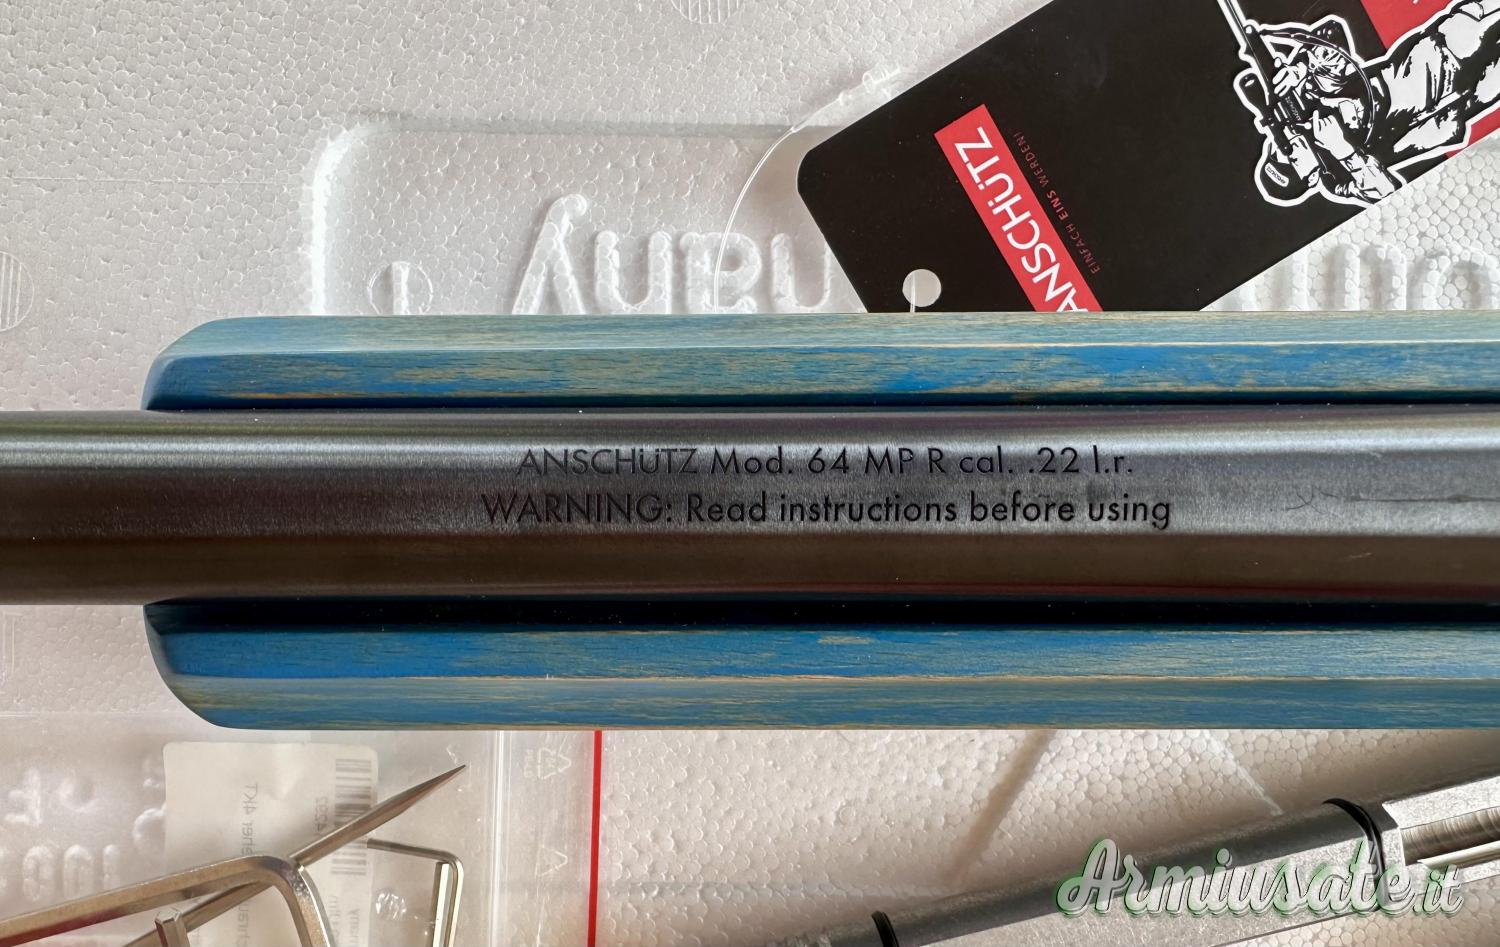 ANSCHÜTZ
EINFACH EINS WERDEN!
ANSCHÜTZ Mod. 64 MP R cal. .22 l.r.
WARNING: Read instructions before using
Armiusate.it